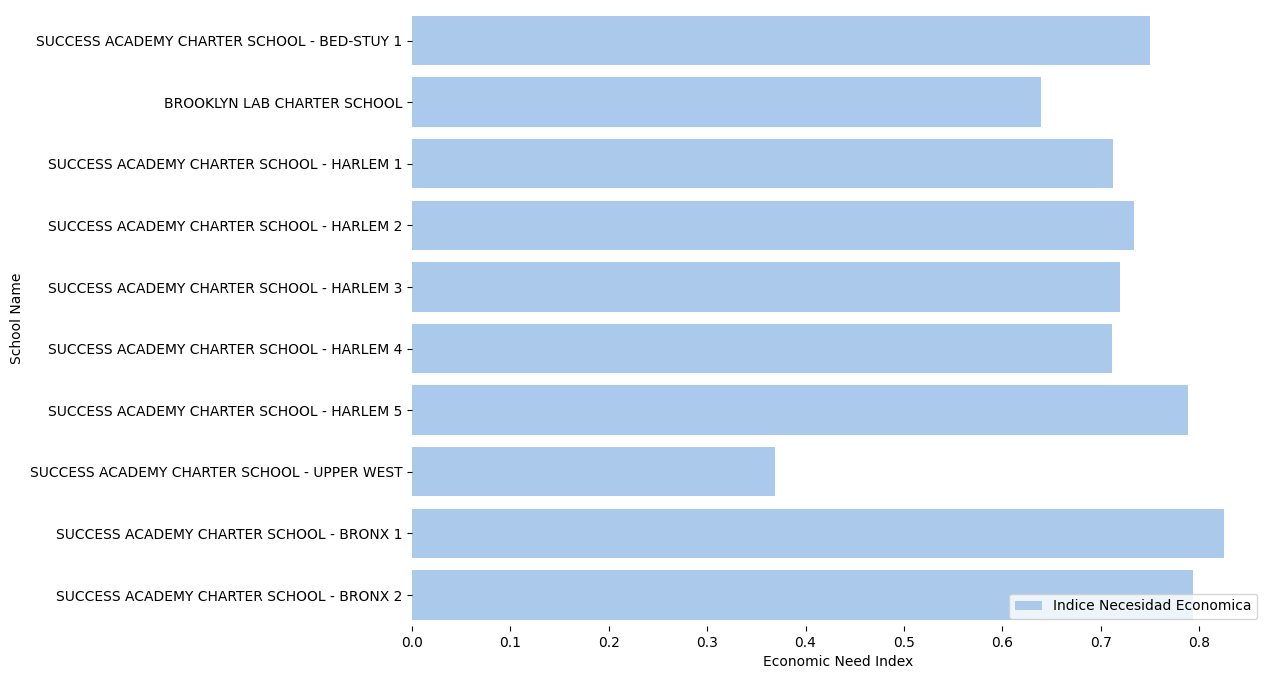 SUCCESS ACADEMY CHARTER SCHOOL - BED-STUY 1
BROOKLYN LAB CHARTER SCHOOL
SUCCESS ACADEMY CHARTER SCHOOL - HARLEM 1
SUCCESS ACADEMY CHARTER SCHOOL - HARLEM 2
SUCCESS ACADEMY CHARTER SCHOOL - HARLEM 3
SUCCESS ACADEMY CHARTER SCHOOL - HARLEM 4
SUCCESS ACADEMY CHARTER SCHOOL - HARLEM 5
SUCCESS ACADEMY CHARTER SCHOOL - UPPER WEST
SUCCESS ACADEMY CHARTER SCHOOL - BRONX 1
SUCCESS ACADEMY CHARTER SCHOOL - BRONX 2
School Name
Indice Necesidad Economica
0.0 0.1 0.2 0.3 0.4 0.5 0.6 0.7 0.8
Economic Need Index